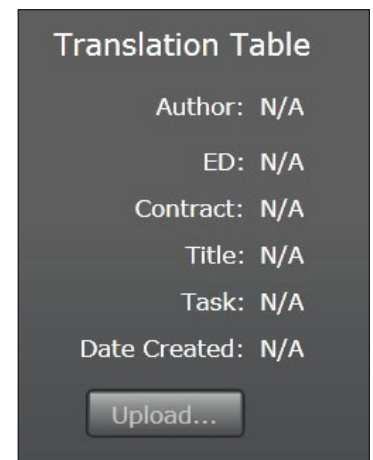 Translation Table
Author: N/A
ED: N/A
Contract: N/A
Title: N/A
Task: N/A
Date Created: N/A
Upload...